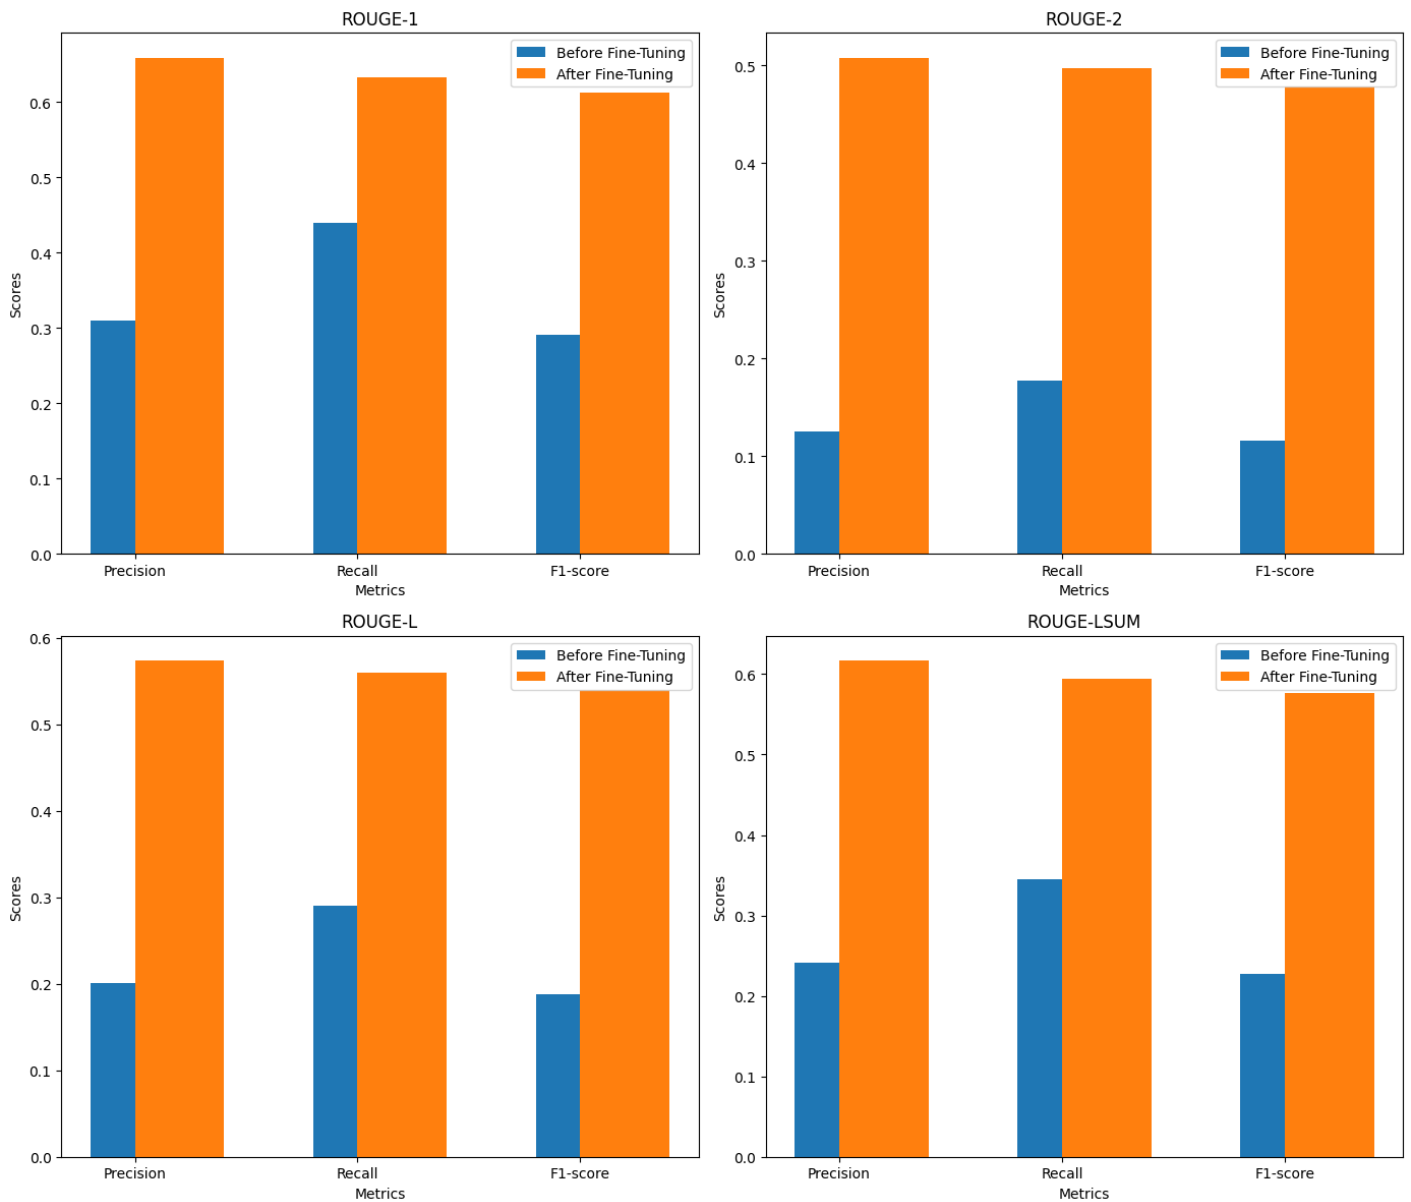 ROUGE-1
Before Fine-Tuning
After Fine-Tuning
0.6
0.5
0.4
0.3
0.2
0.1
0.0
Scores
Precision
Recall
F1-score
Metrics
ROUGE-2
Before Fine-Tuning
After Fine-Tuning
0.5
0.4
0.3
0.2
0.1
0.0
Scores
Precision
Recall
F1-score
Metrics
ROUGE-L
Before Fine-Tuning
After Fine-Tuning
0.6
0.5
0.4
0.3
0.2
0.1
0.0
Scores
Precision
Recall
F1-score
Metrics
ROUGE-LSUM
Before Fine-Tuning
After Fine-Tuning
0.6
0.5
0.4
0.3
0.2
0.1
0.0
Scores
Precision
Recall
F1-score
Metrics